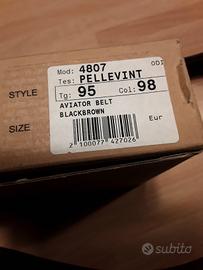 Mod: 4807 ODI
Tes: PELLEVINT
STYLE
Tg: 95 Col: 98
AVIATOR BELT
BLACKBROWN
SIZE
Eur
2 100077 427026
subito